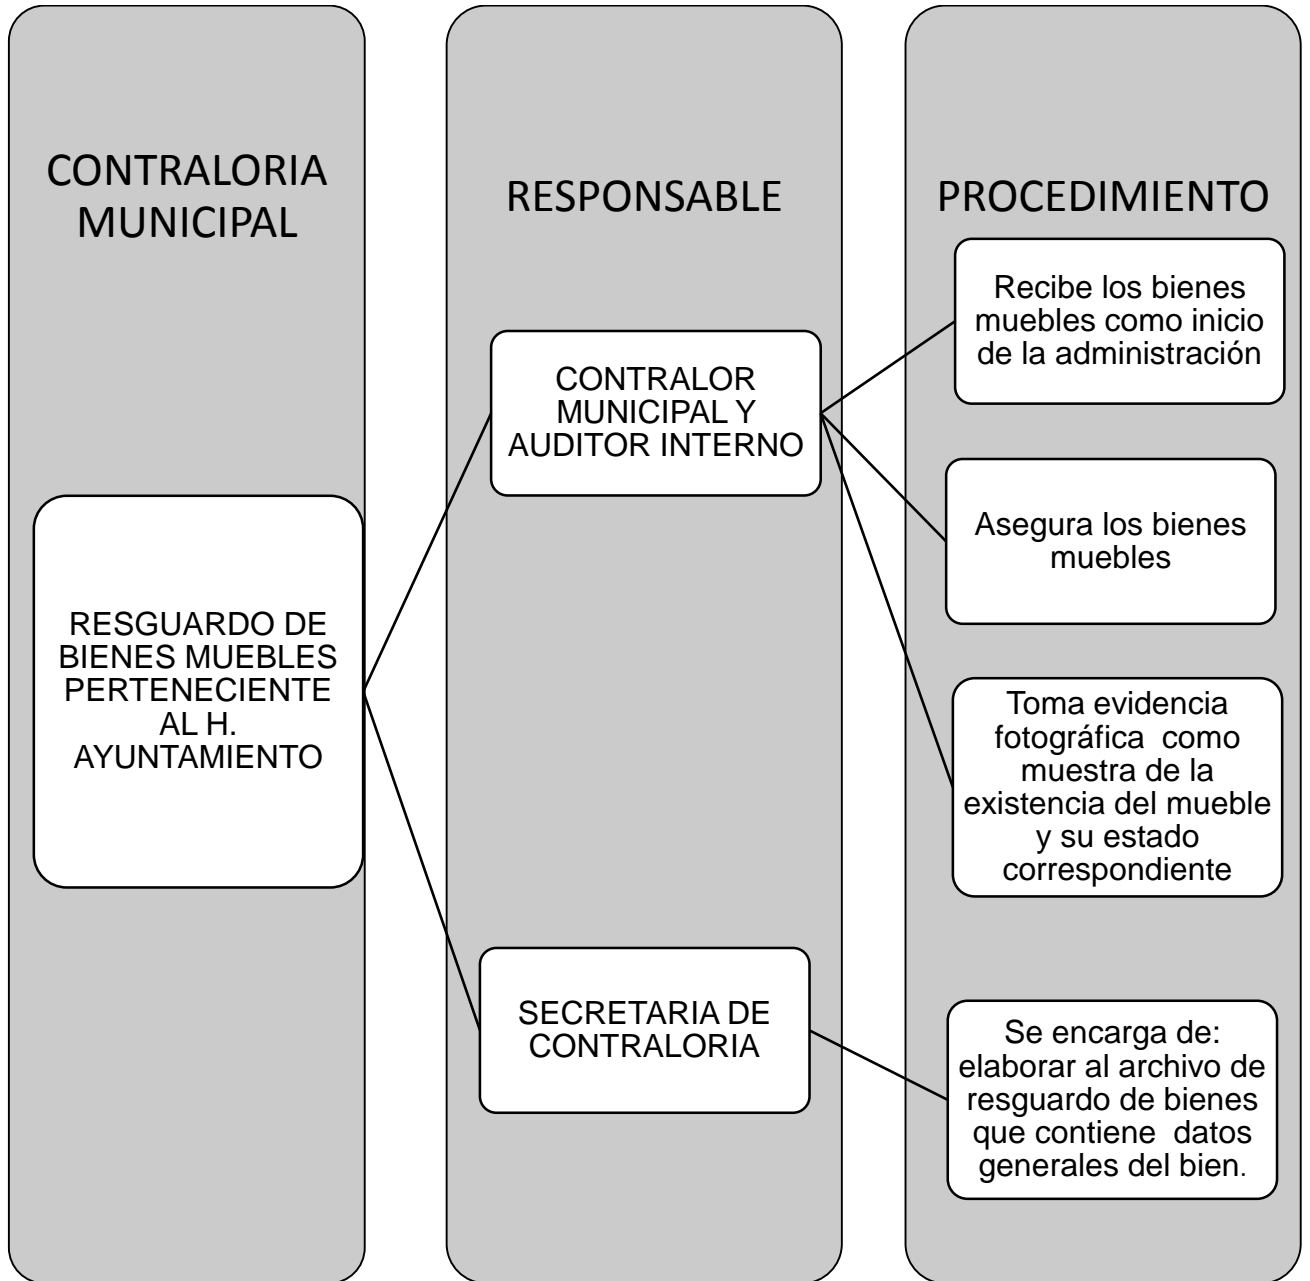 CONTRALORIA
MUNICIPAL
RESGUARDO DE
BIENES MUEBLES
PERTENECIENTE
AL H.
AYUNTAMIENTO
RESPONSABLE
CONTRALOR
MUNICIPAL Y
AUDITOR INTERNO
SECRETARIA DE
CONTRALORIA
PROCEDIMIENTO
Recibe los bienes
muebles como inicio
de la administración
Asegura los bienes
muebles
Toma evidencia
fotográfica como
muestra de la
existencia del mueble
y su estado
correspondiente
Se encarga de:
elaborar al archivo de
resguardo de bienes
que contiene datos
generales del bien.